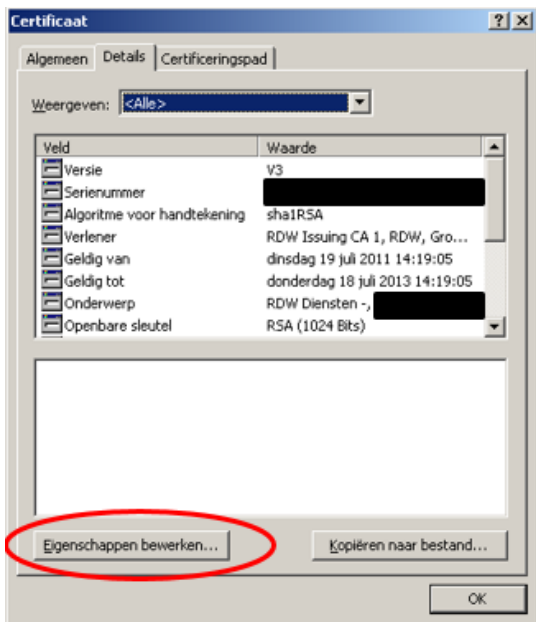 Certificaat
Algemeen Details Certificeringspad
Weergeven: <Alle>
Veld Waarde
Versie V3
Serienummer
Algoritme voor handtekening sha1RSA
Verlener RDW Issuing CA 1, RDW, Gro...
Geldig van dinsdag 19 juli 2011 14:19:05
Geldig tot donderdag 18 juli 2013 14:19:05
Onderwerp RDW Diensten -,
Openbare sleutel RSA (1024 Bits)
Eigenschappen bewerken... Kopiëren naar bestand...
OK